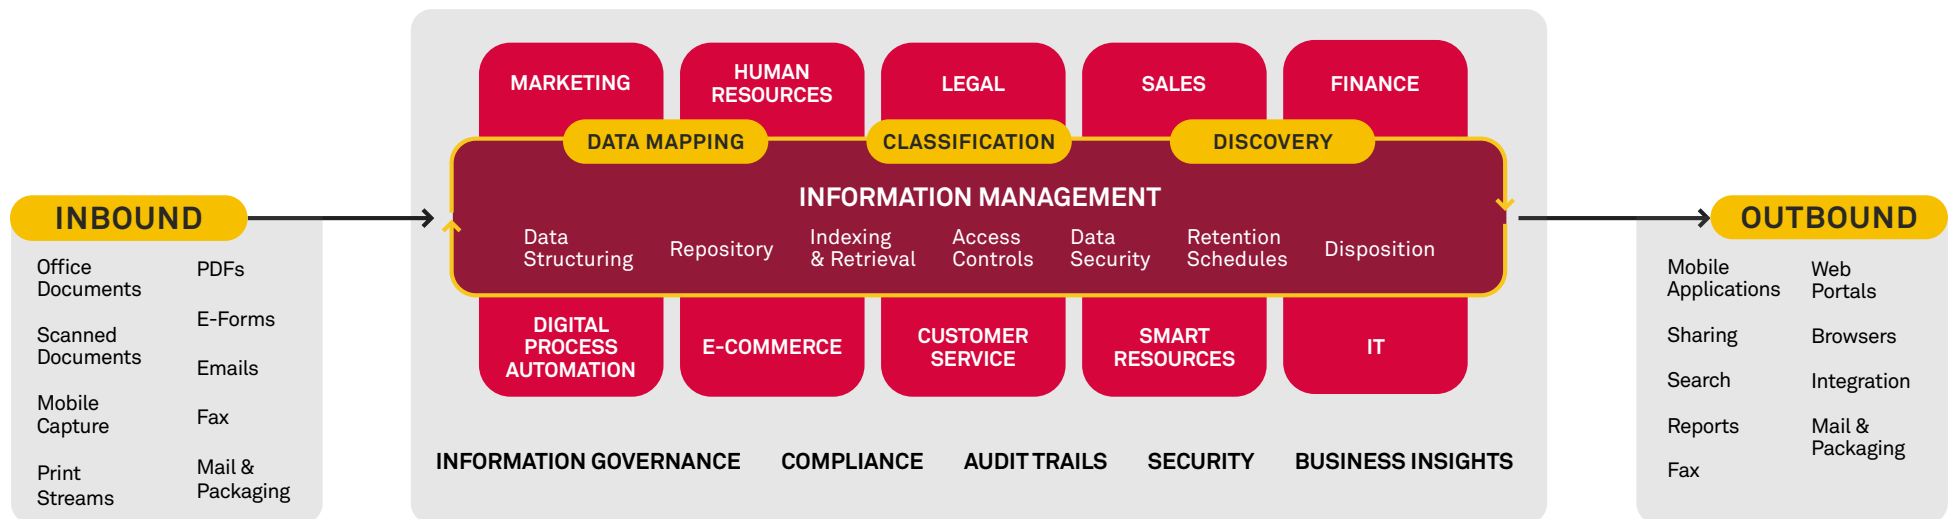 INBOUND
Office
Documents
Scanned
Documents
Mobile
Capture
Print
Streams
PDFs
E-Forms
Emails
Fax
Mail &
Packaging
MARKETING
HUMAN
RESOURCES
LEGAL
SALES
FINANCE
DATA MAPPING
CLASSIFICATION
DISCOVERY
INFORMATION MANAGEMENT
Data
Structuring
Repository
Indexing
& Retrieval
Access
Controls
Data
Security
Retention
Schedules
Disposition
DIGITAL
PROCESS
AUTOMATION
E-COMMERCE
CUSTOMER
SERVICE
SMART
RESOURCES
IT
INFORMATION GOVERNANCE
COMPLIANCE
AUDIT TRAILS
SECURITY
BUSINESS INSIGHTS
OUTBOUND
Mobile
Applications
Sharing
Search
Reports
Fax
Web
Portals
Browsers
Integration
Mail &
Packaging